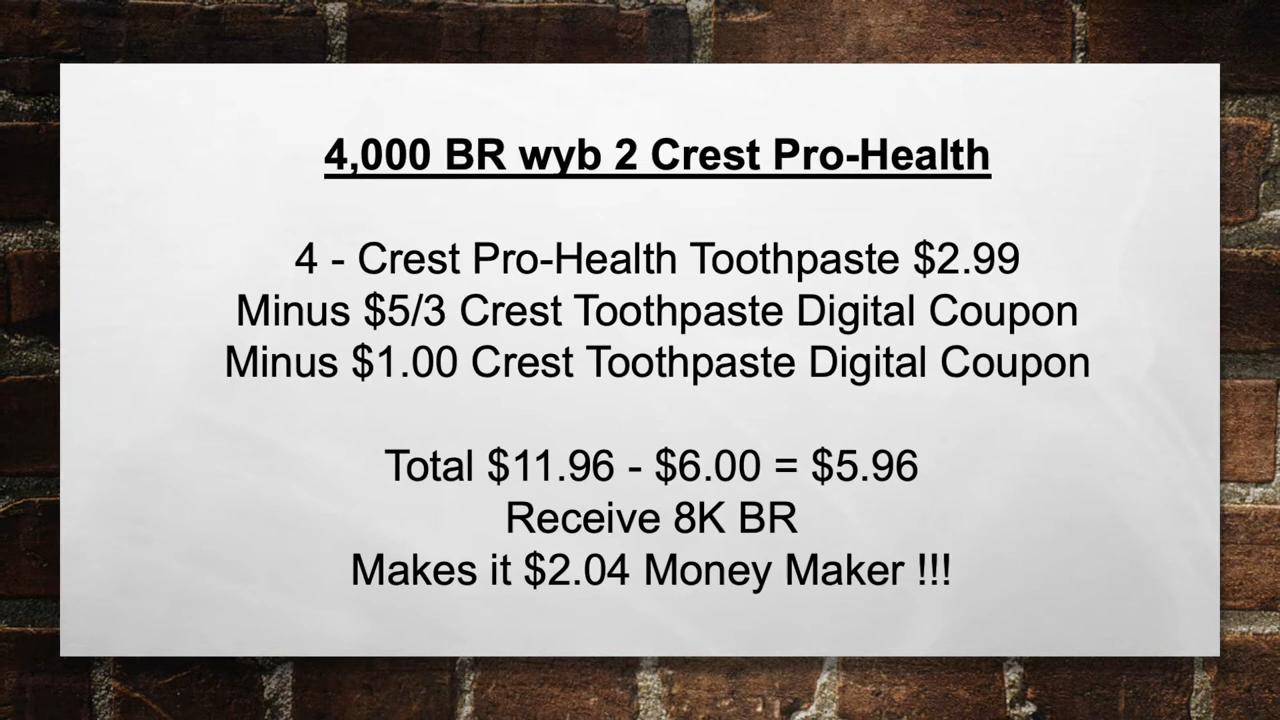 4,000 BR wyb 2 Crest Pro-Health
4 - Crest Pro-Health Toothpaste $2.99
Minus $5/3 Crest Toothpaste Digital Coupon
Minus $1.00 Crest Toothpaste Digital Coupon
Total $11.96 - $6.00 = $5.96
Receive 8K BR
Makes it $2.04 Money Maker !!!